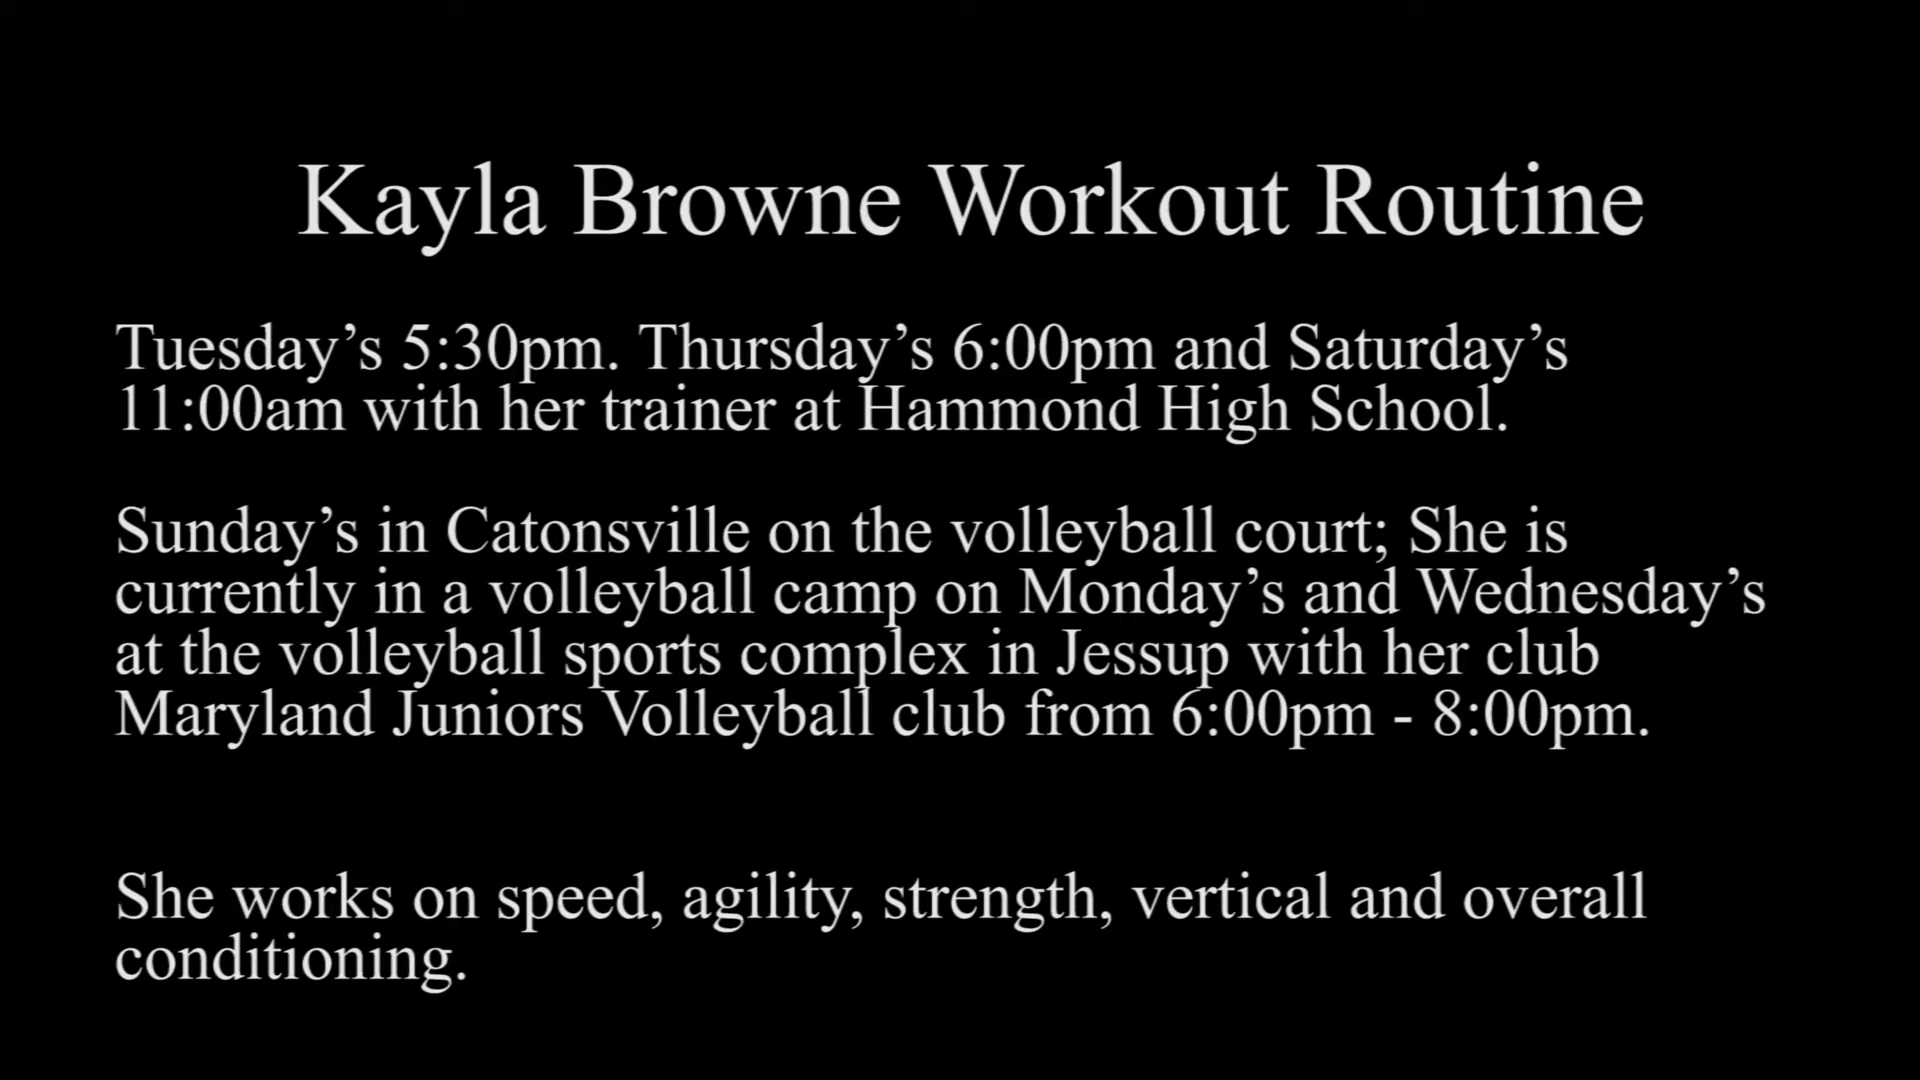 Kayla Browne Workout Routine
Tuesday’s 5:30pm. Thursday’s 6:00pm and Saturday’s
11:00am with her trainer at Hammond High School.
Sunday’s in Catonsville on the volleyball court; She is
currently in a volleyball camp on Monday’s and Wednesday’s
at the volleyball sports complex in Jessup with her club
Maryland Juniors Volleyball club from 6:00pm - 8:00pm.
She works on speed, agility, strength, vertical and overall
conditioning.